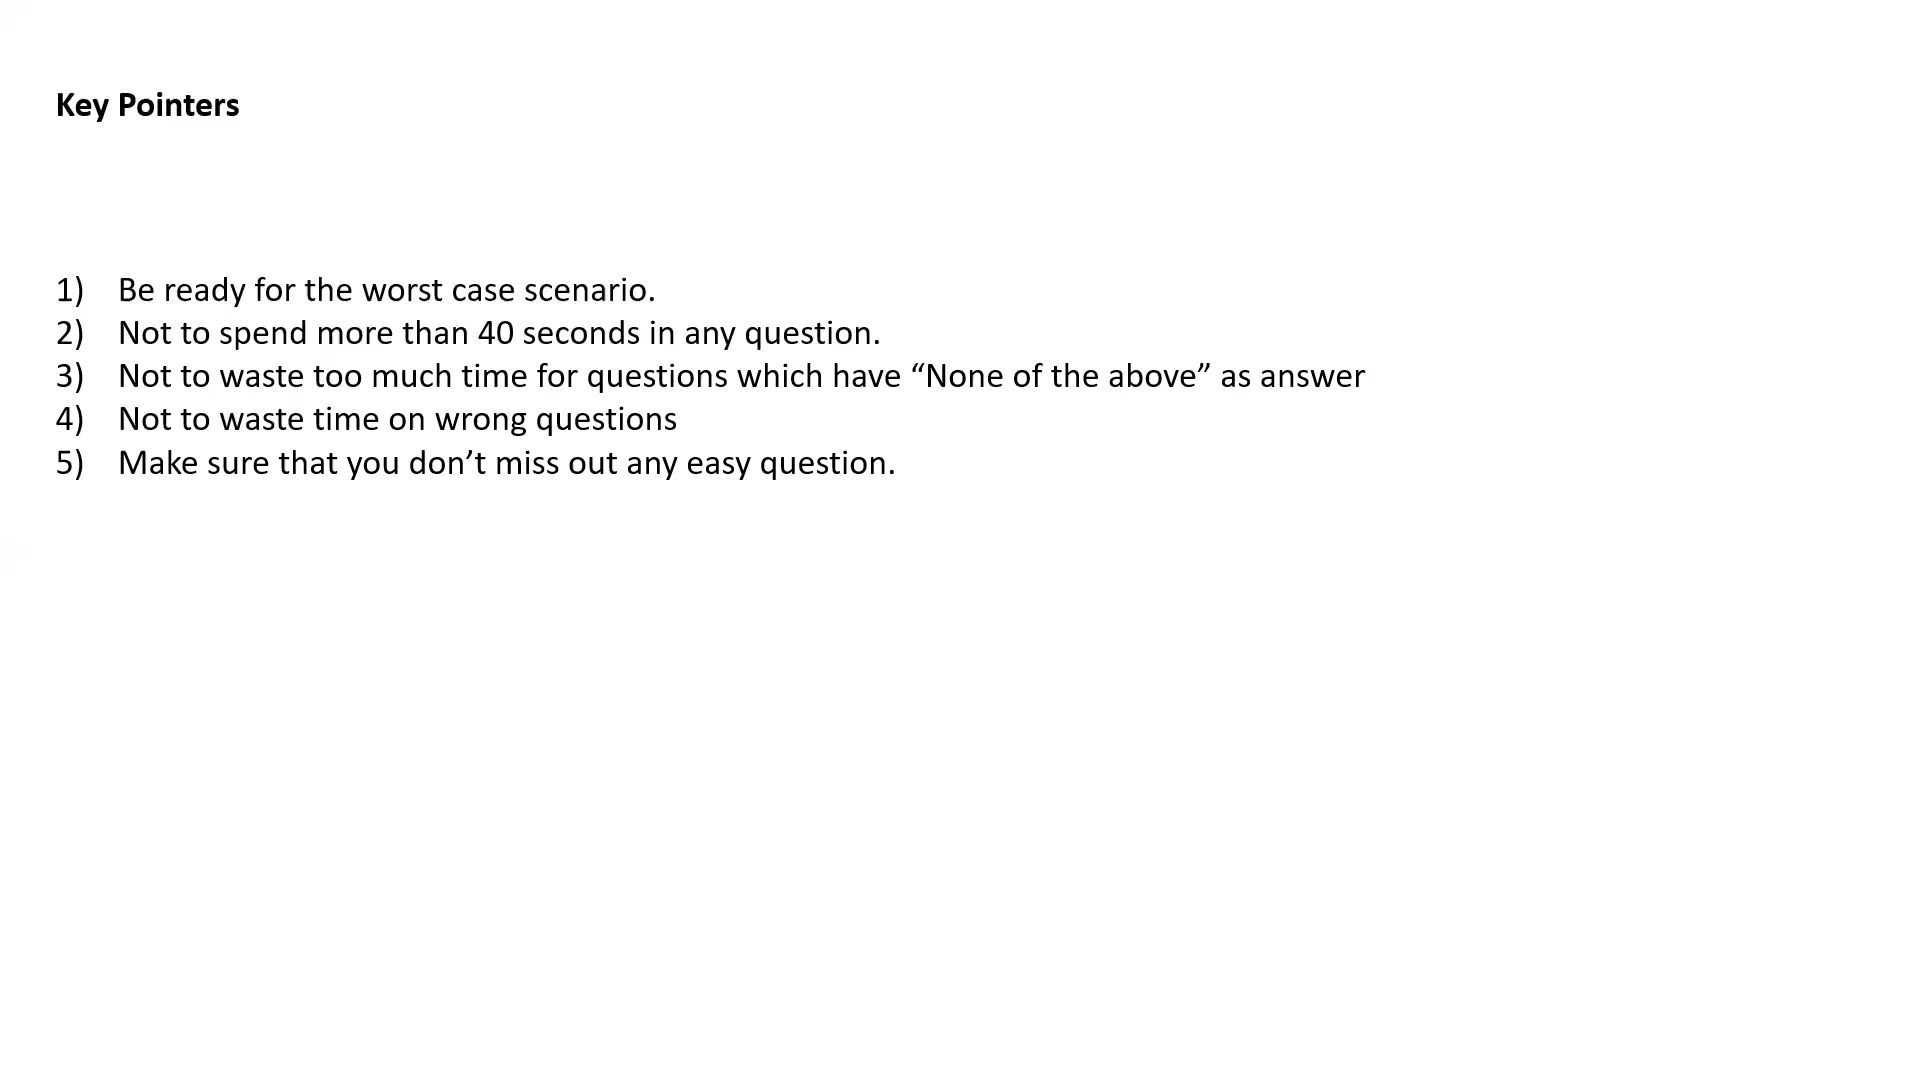 Key Pointers
1) Be ready for the worst case scenario.
2) Not to spend more than 40 seconds in any question.
3) Not to waste too much time for questions which have “None of the above” as answer
4) Not to waste time on wrong questions
5) Make sure that you don’t miss out any easy question.